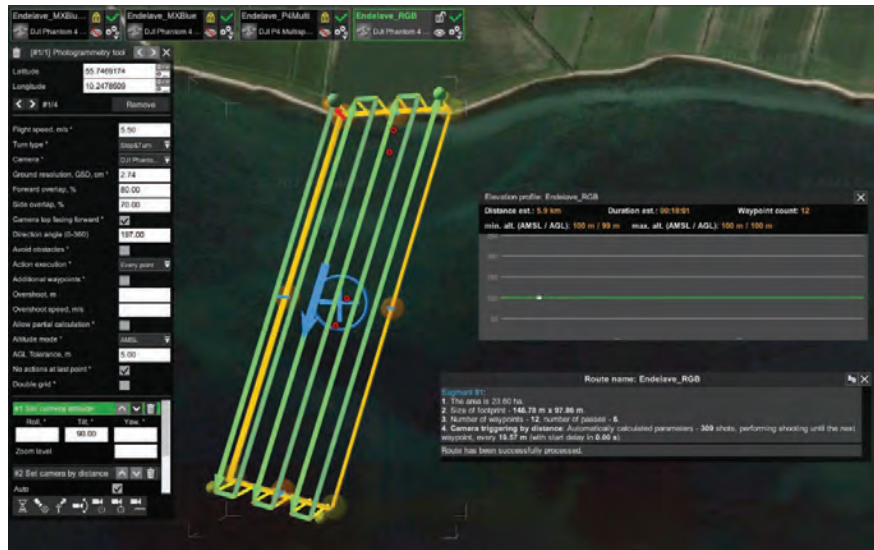 Endelave_MXBlu...
DJI Phantom 4 ...
Endelave_MXBlue
DJI Phantom 4 ...
Endelave_P4Multi
DJI P4 Multisp...
Endelave_RGB
DJI Phantom 4 ...
[#1/1] Photogrammetry tool
Latitude 55.7469174
Longitude 10.2478609
#1/4 Remove
Flight speed, m/s * 5.50
Turn type * Stop&Turn
Camera * DJI Phanto...
Ground resolution, GSD, cm * 2.74
Forward overlap, % 80.00
Side overlap, % 70.00
Camera top facing forward *
Direction angle (0-360) 197.00
Avoid obstacles *
Action execution * Every point
Additional waypoints *
Overshoot, m
Overshoot speed, m/s
Allow partial calculation *
Altitude mode * AMSL
AGL Tolerance, m 5.00
No actions at last point *
Double grid *
#1 Set camera attitude
Roll, ° Tilt, ° Yaw, °
90.00
Zoom level
#2 Set camera by distance
Auto
Elevation profile: Endelave_RGB
Distance est.: 5.9 km Duration est.: 00:18:01 Waypoint count: 12
min. alt. (AMSL / AGL): 100 m / 99 m max. alt. (AMSL / AGL): 100 m / 100 m
100
50
Route name: Endelave_RGB
Segment #1:
1. The area is 23.60 ha.
2. Size of footprint - 146.78 m x 97.86 m.
3. Number of waypoints - 12, number of passes - 6.
4. Camera triggering by distance: Automatically calculated parameters - 309 shots, performing shooting until the next
waypoint, every 19.57 m (with start delay in 0.00 s)
Route has been successfully processed.